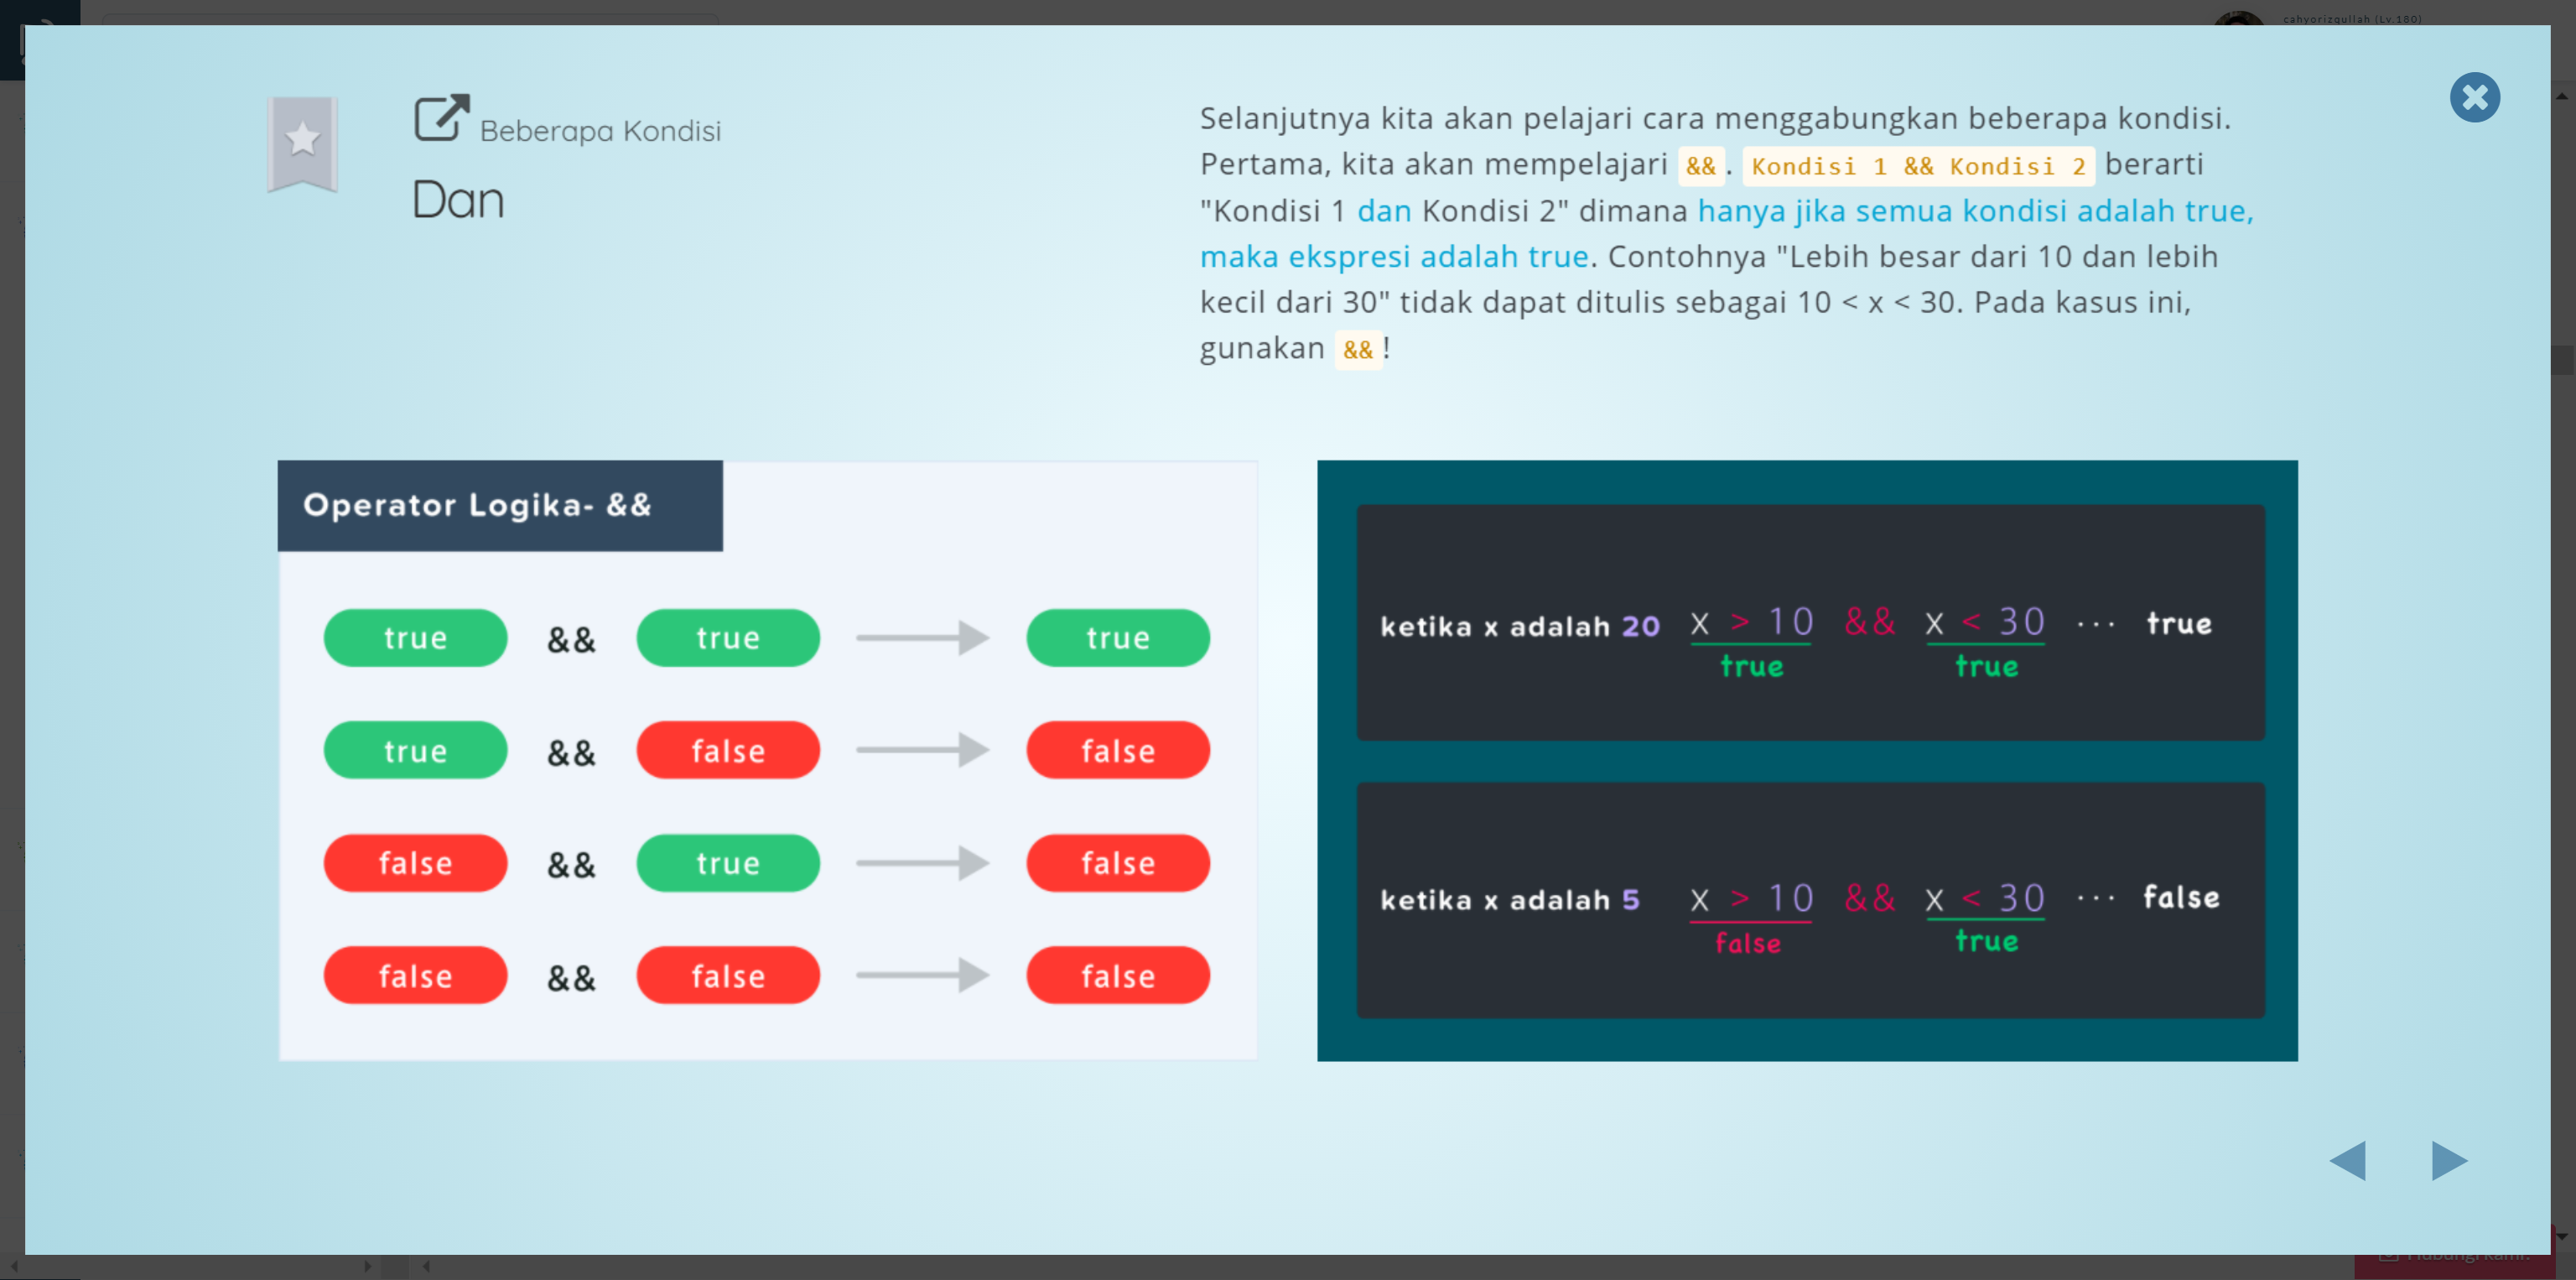 cahyorizqullah (Lv.180)
Beberapa Kondisi
Dan
Selanjutnya kita akan pelajari cara menggabungkan beberapa kondisi.
Pertama, kita akan mempelajari &&. Kondisi 1 && Kondisi 2 berarti
"Kondisi 1 dan Kondisi 2" dimana hanya jika semua kondisi adalah true,
maka ekspresi adalah true. Contohnya "Lebih besar dari 10 dan lebih
kecil dari 30" tidak dapat ditulis sebagai 10 < x < 30. Pada kasus ini,
gunakan &&!
Operator Logika- &&
true && true true
true && false false
false && true false
false && false false
ketika x adalah 20 x > 10 && x < 30 ... true
true true
ketika x adalah 5 x > 10 && x < 30 ... false
false true